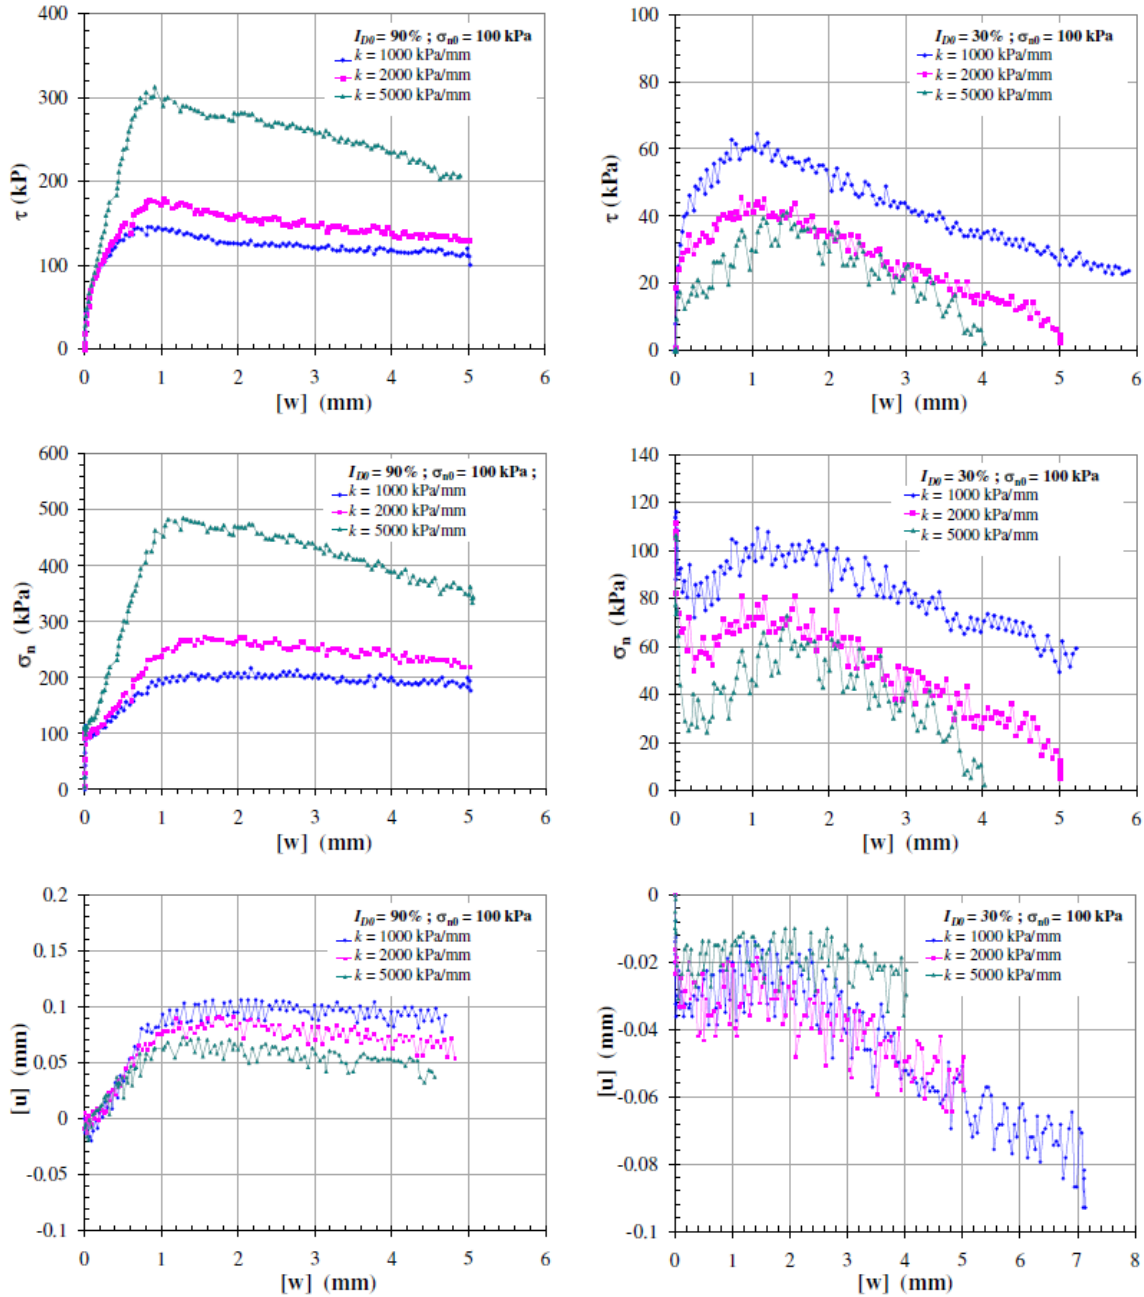 400
300
200
100
0
τ (kP)
I_D0 = 90% ; σ_n0 = 100 kPa
k = 1000 kPa/mm
k = 2000 kPa/mm
k = 5000 kPa/mm
0 1 2 3 4 5 6
[w] (mm)
100
80
60
40
20
0
τ (kPa)
I_D0 = 30% ; σ_n0 = 100 kPa
k = 1000 kPa/mm
k = 2000 kPa/mm
k = 5000 kPa/mm
0 1 2 3 4 5 6
[w] (mm)
600
500
400
300
200
100
0
σ_n (kPa)
I_D0 = 90% ; σ_n0 = 100 kPa ;
k = 1000 kPa/mm
k = 2000 kPa/mm
k = 5000 kPa/mm
0 1 2 3 4 5 6
[w] (mm)
140
120
100
80
60
40
20
0
σ_n (kPa)
I_D0 = 30% ; σ_n0 = 100 kPa
k = 1000 kPa/mm
k = 2000 kPa/mm
k = 5000 kPa/mm
0 1 2 3 4 5 6
[w] (mm)
0.2
0.15
0.1
0.05
0
-0.05
-0.1
[u] (mm)
I_D0 = 90% ; σ_n0 = 100 kPa
k = 1000 kPa/mm
k = 2000 kPa/mm
k = 5000 kPa/mm
0 1 2 3 4 5 6
[w] (mm)
0
-0.02
-0.04
-0.06
-0.08
-0.1
[u] (mm)
I_D0 = 30% ; σ_n0 = 100 kPa
k = 1000 kPa/mm
k = 2000 kPa/mm
k = 5000 kPa/mm
0 1 2 3 4 5 6 7 8
[w] (mm)